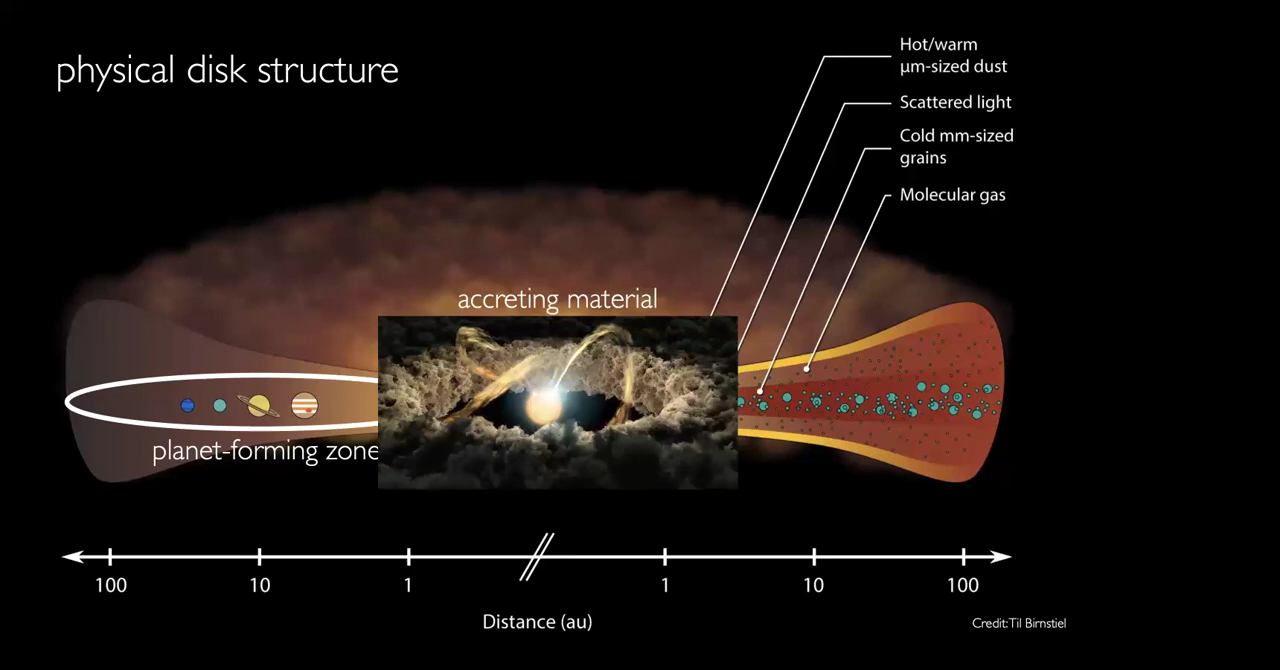 physical disk structure
Hot/warm
µm-sized dust
Scattered light
Cold mm-sized
grains
Molecular gas
accreting material
planet-forming zone
100
10
1
1
10
100
Distance (au)
Credit: Til Birnstiel